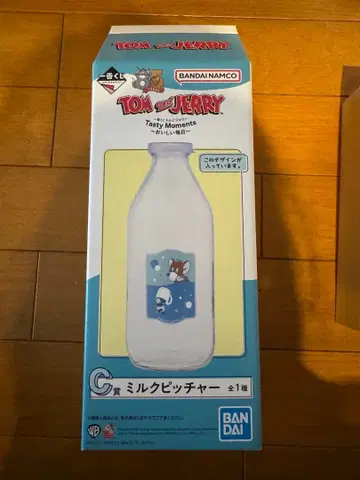 TOM AND JERRY
一番くじ
BANDAI NAMCO
TOM AND JERRY
Tasty Moments
～おいしい毎日～
このデザインが
入っています。
C賞 ミルクピッチャー 全1種
BAN
DAI